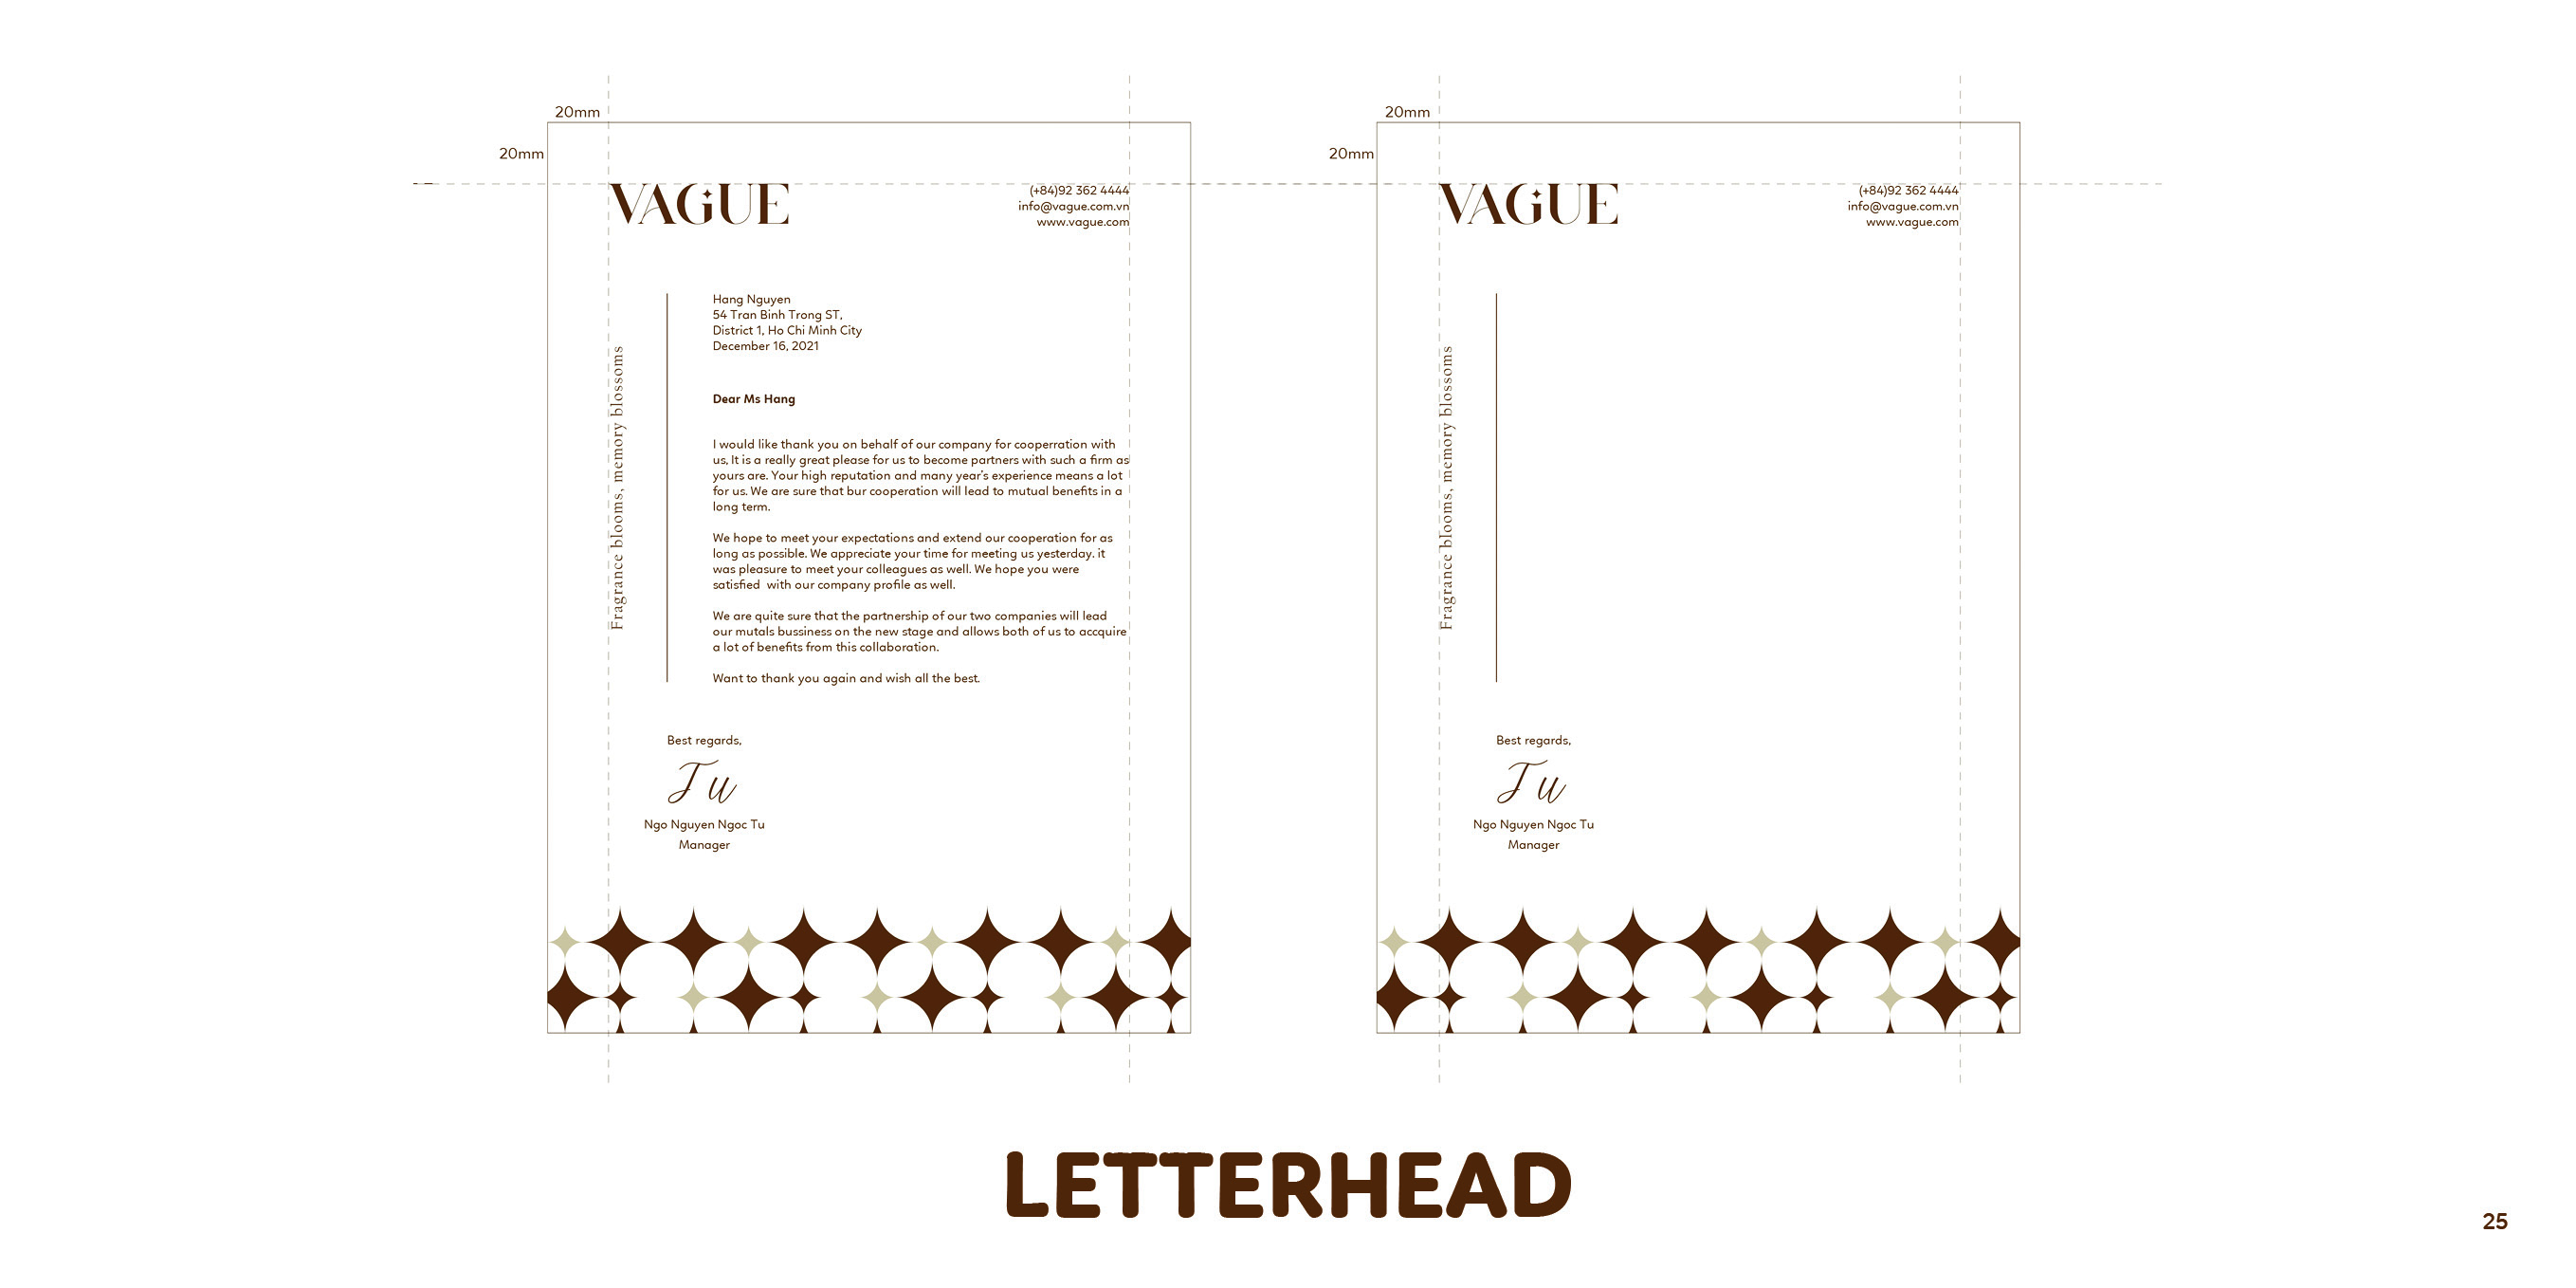 20mm
20mm
VAGUE
(+84)92 362 4444
info@vague.com.vn
www.vague.com
Fragrance blooms, memory blossoms
Hang Nguyen
54 Tran Binh Trong ST,
District 1, Ho Chi Minh City
December 16, 2021
Dear Ms Hang
I would like thank you on behalf of our company for cooperration with
us, It is a really great please for us to become partners with such a firm as
yours are. Your high reputation and many year's experience means a lot
for us. We are sure that bur cooperation will lead to mutual benefits in a
long term.
We hope to meet your expectations and extend our cooperation for as
long as possible. We appreciate your time for meeting us yesterday. it
was pleasure to meet your colleagues as well. We hope you were
satisfied  with our company profile as well.
We are quite sure that the partnership of our two companies will lead
our mutals bussiness on the new stage and allows both of us to accquire
a lot of benefits from this collaboration.
Want to thank you again and wish all the best.
Best regards,
Tu
Ngo Nguyen Ngoc Tu
Manager
20mm
20mm
VAGUE
(+84)92 362 4444
info@vague.com.vn
www.vague.com
Fragrance blooms, memory blossoms
Best regards,
Tu
Ngo Nguyen Ngoc Tu
Manager
LETTERHEAD
25